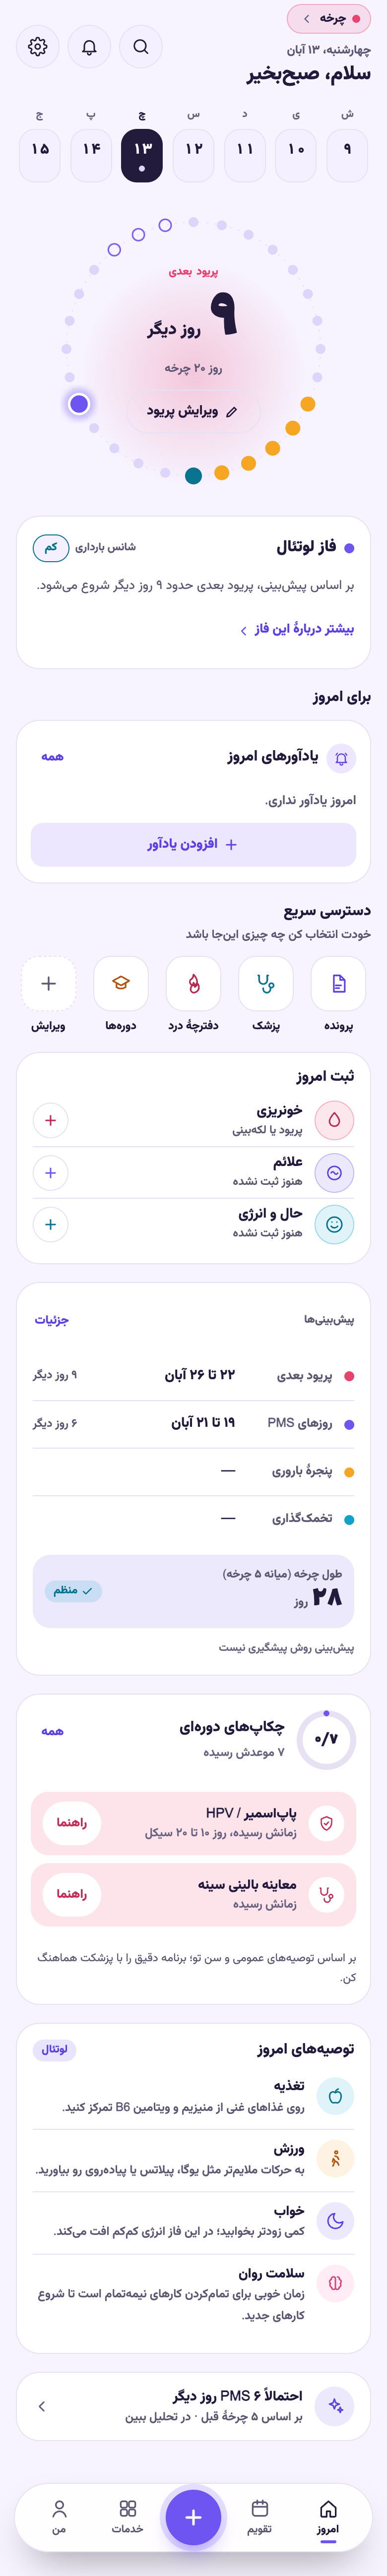 چرخه
چهارشنبه، ۱۳ آبان
سلام، صبح‌بخیر
ش ی د س چ پ ج
۹ ۱۰ ۱۱ ۱۲ ۱۳ ۱۴ ۱۵
پریود بعدی
۹ روز دیگر
روز ۲۰ چرخه
ویرایش پریود
فاز لوتئال
شانس بارداری کم
بر اساس پیش‌بینی، پریود بعدی حدود ۹ روز دیگر شروع می‌شود.
بیشتر دربارهٔ این فاز
برای امروز
یادآورهای امروز
همه
امروز یادآور نداری.
افزودن یادآور
دسترسی سریع
خودت انتخاب کن چه چیزی این‌جا باشد
پرونده پزشک دفترچهٔ درد دوره‌ها ویرایش
ثبت امروز
خونریزی
پریود یا لکه‌بینی
علائم
هنوز ثبت نشده
حال و انرژی
هنوز ثبت نشده
پیش‌بینی‌ها
جزئیات
پریود بعدی ۲۲ تا ۲۶ آبان ۹ روز دیگر
روزهای PMS ۱۹ تا ۲۱ آبان ۶ روز دیگر
پنجرهٔ باروری —
تخمک‌گذاری —
طول چرخه (میانه ۵ چرخه)
۲۸ روز
منظم
پیش‌بینی روش پیشگیری نیست
۰/۷
چکاپ‌های دوره‌ای
همه
۷ موعدش رسیده
پاپ‌اسمیر / HPV
زمانش رسیده، روز ۱۰ تا ۲۰ سیکل
راهنما
معاینه بالینی سینه
زمانش رسیده
راهنما
بر اساس توصیه‌های عمومی و سن تو؛ برنامه دقیق را با پزشکت هماهنگ
کن.
توصیه‌های امروز
لوتئال
تغذیه
روی غذاهای غنی از منیزیم و ویتامین B6 تمرکز کنید.
ورزش
به حرکات ملایم‌تر مثل یوگا، پیلاتس یا پیاده‌روی رو بیاورید.
خواب
کمی زودتر بخوابید؛ در این فاز انرژی کم‌کم افت می‌کند.
سلامت روان
زمان خوبی برای تمام‌کردن کارهای نیمه‌تمام است تا شروع
کارهای جدید.
احتمالاً PMS ۶ روز دیگر
بر اساس ۵ چرخهٔ قبل · در تحلیل ببین
امروز تقویم خدمات من